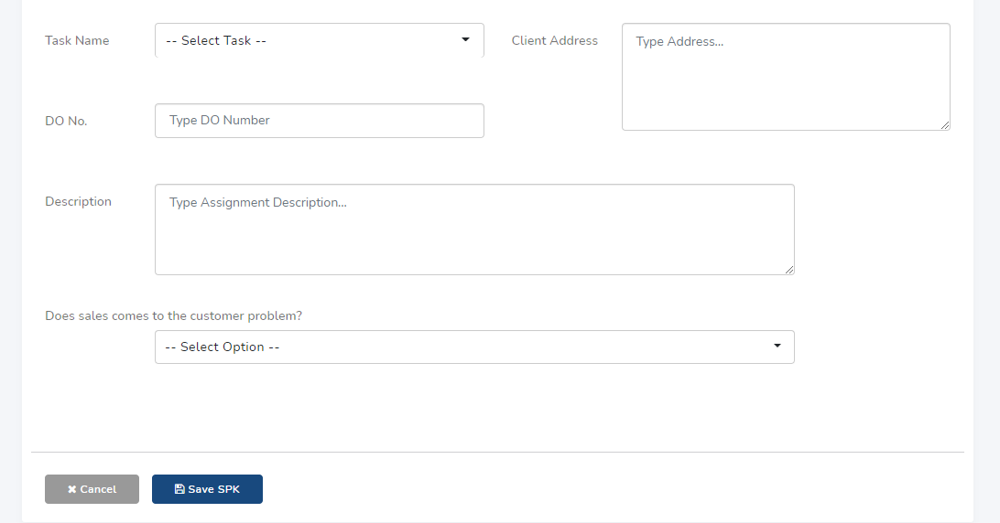 Task Name
-- Select Task --
Client Address
Type Address...
DO No.
Type DO Number
Description
Type Assignment Description...
Does sales comes to the customer problem?
-- Select Option --
Cancel
Save SPK